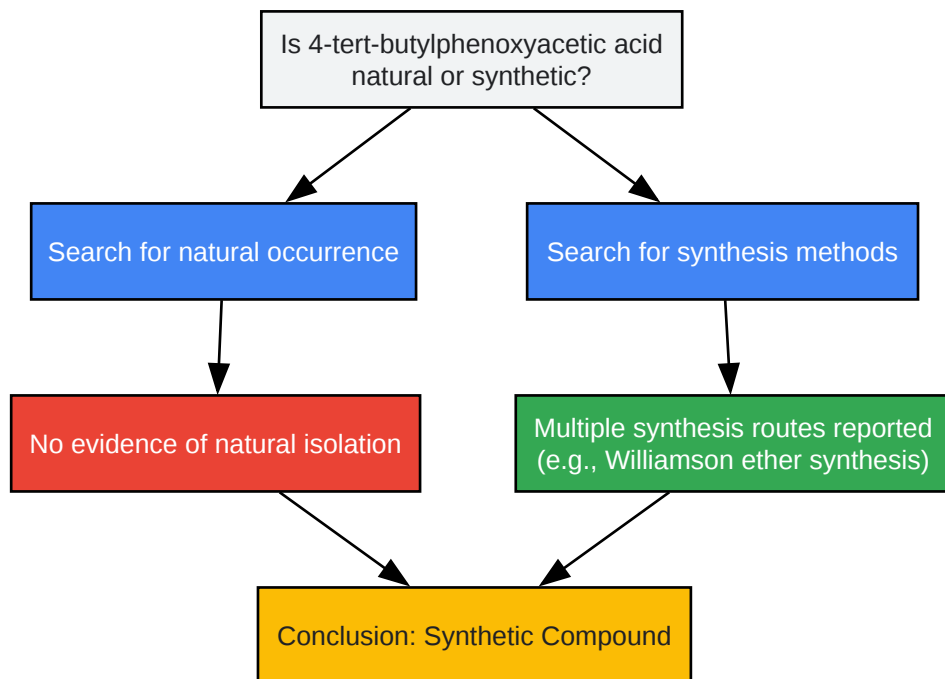 Is 4-tert-butylphenoxyacetic acid
natural or synthetic?
Search for natural occurrence
Search for synthesis methods
No evidence of natural isolation
Multiple synthesis routes reported
(e.g., Williamson ether synthesis)
Conclusion: Synthetic Compound